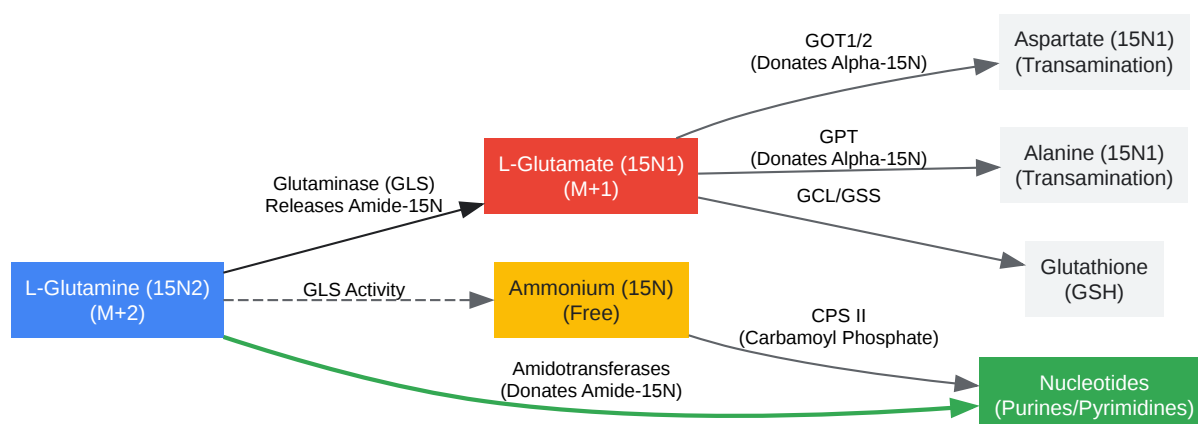 GOT1/2
(Donates Alpha-15N)
Aspartate (15N1)
(Transamination)
L-Glutamate (15N1)
(M+1)
GPT
(Donates Alpha-15N)
Alanine (15N1)
(Transamination)
Glutaminase (GLS)
Releases Amide-15N
GCL/GSS
Glutathione
(GSH)
L-Glutamine (15N2)
(M+2)
GLS Activity
Ammonium (15N)
(Free)
CPS II
(Carbamoyl Phosphate)
Amidotransferases
(Donates Amide-15N)
Nucleotides
(Purines/Pyrimidines)